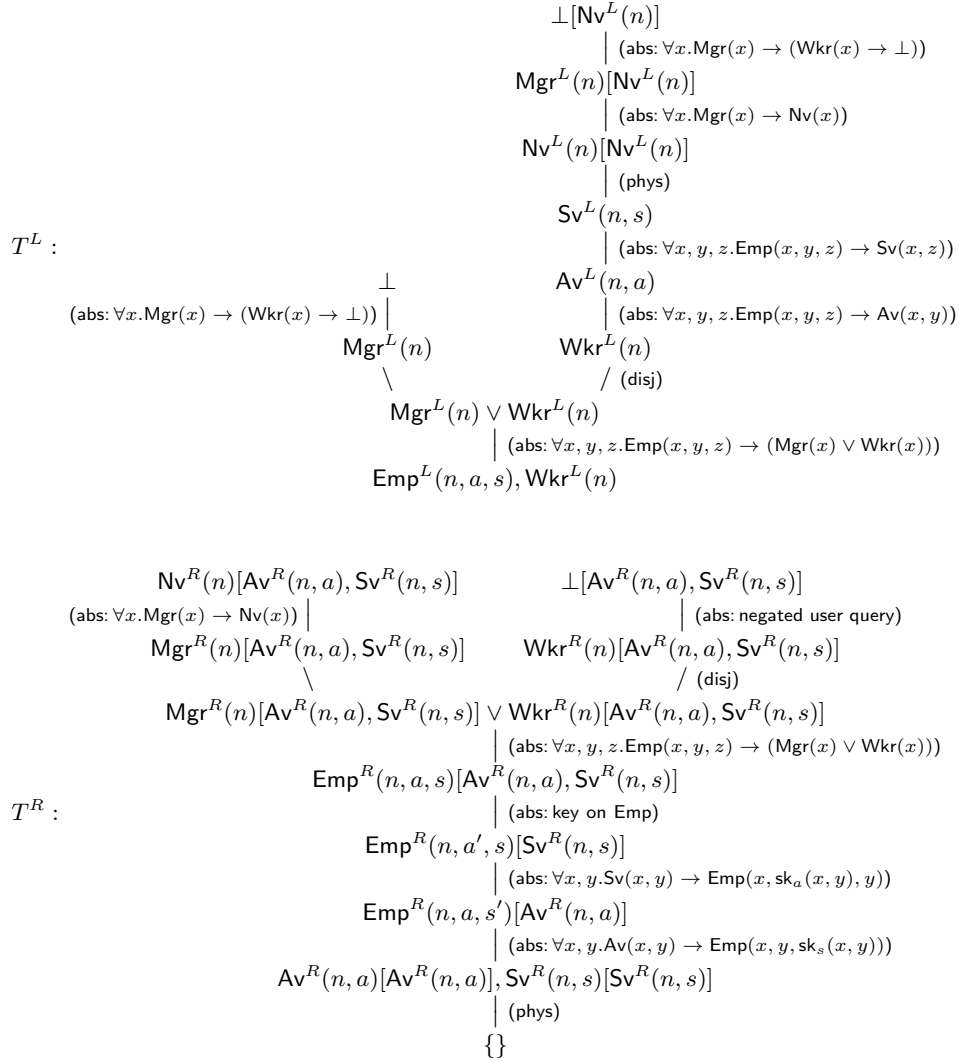 ⊥[Nv^L(n)]
(abs: ∀x.Mgr(x) → (Wkr(x) → ⊥))
Mgr^L(n)[Nv^L(n)]
(abs: ∀x.Mgr(x) → Nv(x))
Nv^L(n)[Nv^L(n)]
(phys)
Sv^L(n, s)
T^L : (abs: ∀x, y, z.Emp(x, y, z) → Sv(x, z))
⊥ Av^L(n, a)
(abs: ∀x.Mgr(x) → (Wkr(x) → ⊥)) (abs: ∀x, y, z.Emp(x, y, z) → Av(x, y))
Mgr^L(n) Wkr^L(n)
(disj)
Mgr^L(n) ∨ Wkr^L(n)
(abs: ∀x, y, z.Emp(x, y, z) → (Mgr(x) ∨ Wkr(x)))
Emp^L(n, a, s), Wkr^L(n)
Nv^R(n)[Av^R(n, a), Sv^R(n, s)] ⊥[Av^R(n, a), Sv^R(n, s)]
(abs: ∀x.Mgr(x) → Nv(x)) (abs: negated user query)
Mgr^R(n)[Av^R(n, a), Sv^R(n, s)] Wkr^R(n)[Av^R(n, a), Sv^R(n, s)]
(disj)
Mgr^R(n)[Av^R(n, a), Sv^R(n, s)] ∨ Wkr^R(n)[Av^R(n, a), Sv^R(n, s)]
(abs: ∀x, y, z.Emp(x, y, z) → (Mgr(x) ∨ Wkr(x)))
Emp^R(n, a, s)[Av^R(n, a), Sv^R(n, s)]
T^R : (abs: key on Emp)
Emp^R(n, a′, s)[Sv^R(n, s)]
(abs: ∀x, y.Sv(x, y) → Emp(x, sk_a(x, y), y))
Emp^R(n, a, s′)[Av^R(n, a)]
(abs: ∀x, y.Av(x, y) → Emp(x, y, sk_s(x, y)))
Av^R(n, a)[Av^R(n, a)], Sv^R(n, s)[Sv^R(n, s)]
(phys)
{}